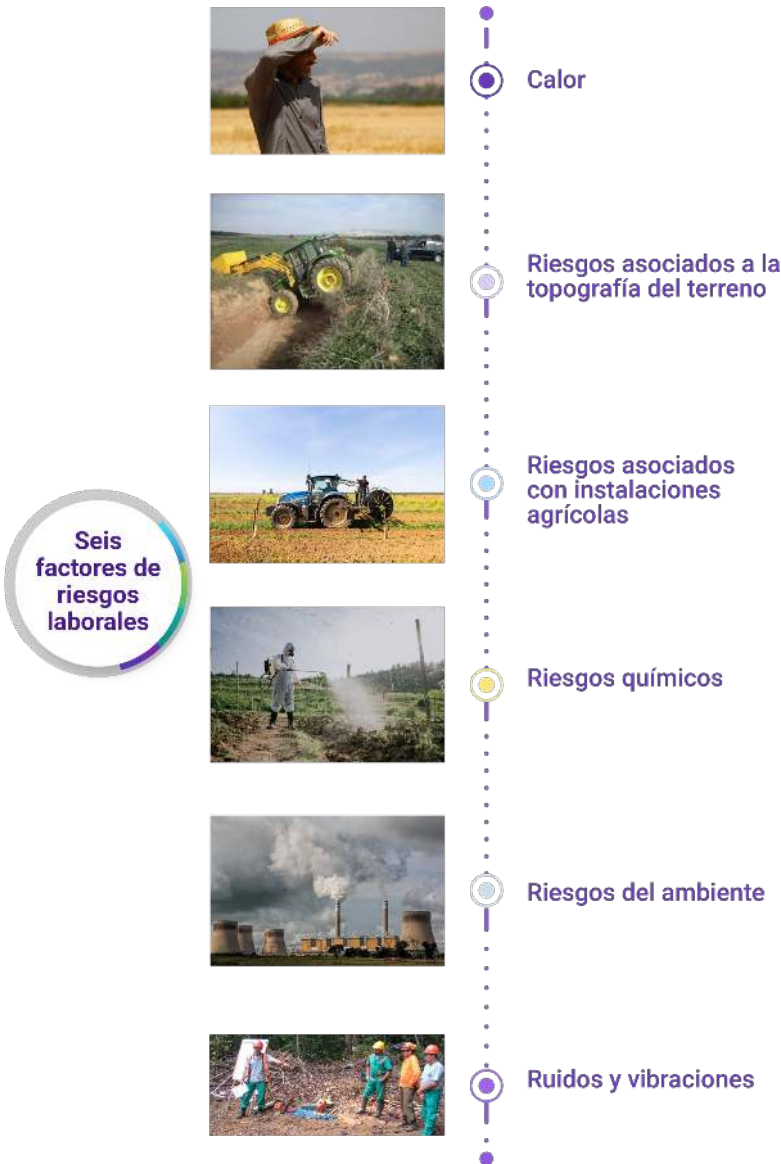 Calor
Riesgos asociados a la
topografía del terreno
Riesgos asociados
con instalaciones
agrícolas
Seis
factores de
riesgos
laborales
Riesgos químicos
Riesgos del ambiente
Ruidos y vibraciones